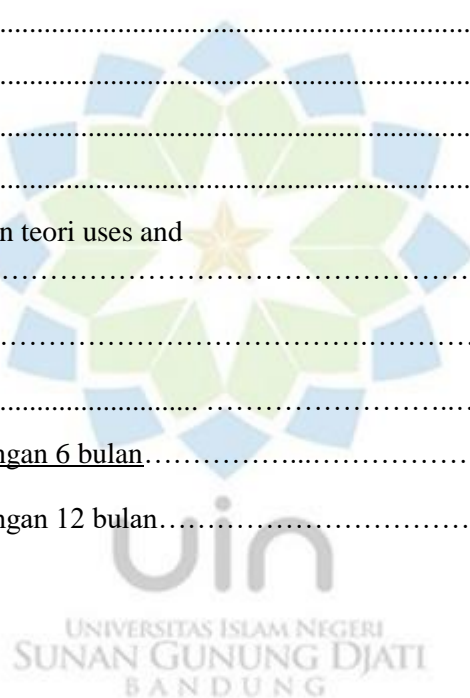 ....................................................................
....................................................................
....................................................................
....................................................................
n teori uses and
……………………………………………………
……………………………………………………
............................ ……………………….…
ngan 6 bulan……………...………………
ngan 12 bulan……………………………
uin
UNIVERSITAS ISLAM NEGERI
SUNAN GUNUNG DJATI
BANDUNG